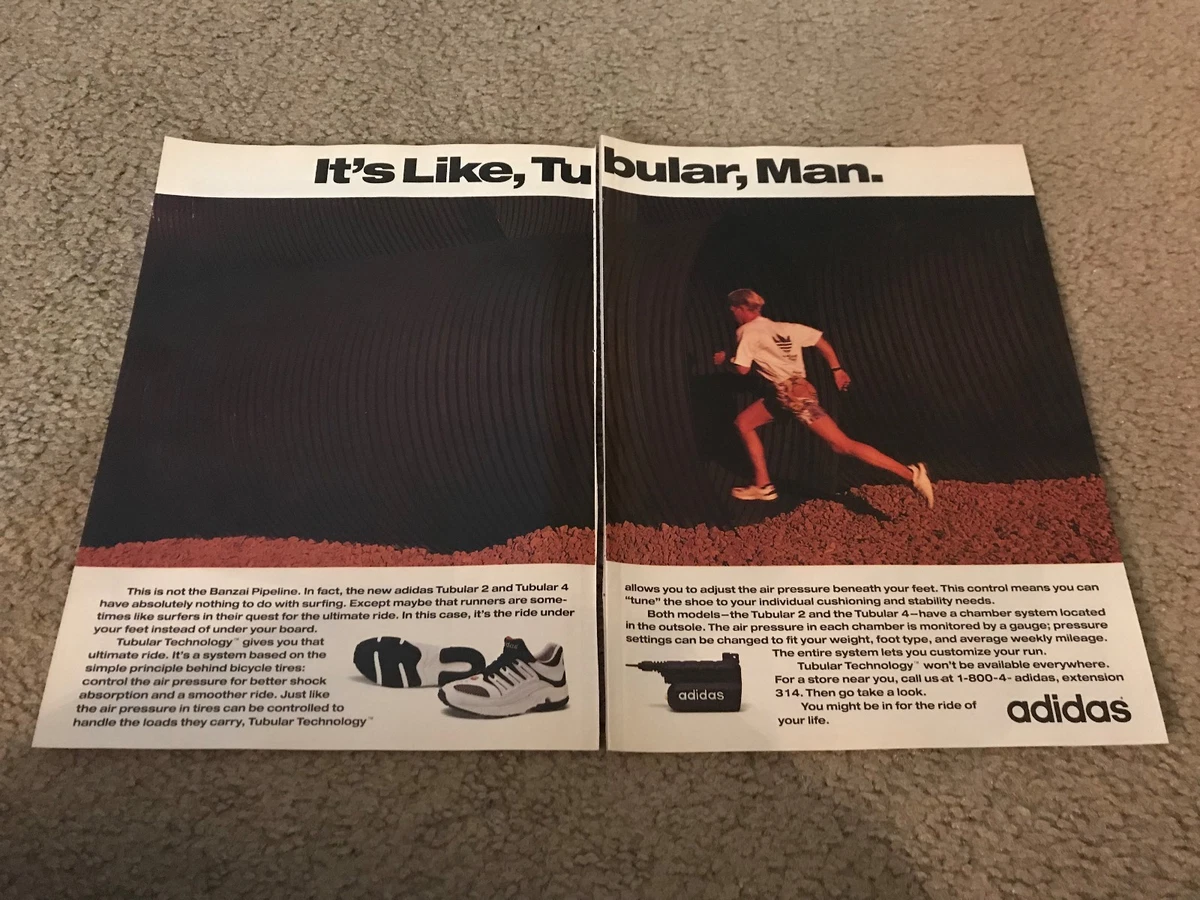 It's Like, Tubular, Man.
This is not the Banzai Pipeline. In fact, the new adidas Tubular 2 and Tubular 4
have absolutely nothing to do with surfing. Except maybe that runners are some-
times like surfers in their quest for the ultimate ride. In this case, it's the ride under
your feet instead of under your board.
Tubular Technology™ gives you that
ultimate ride. It's a system based on the
simple principle behind bicycle tires:
control the air pressure for better shock
absorption and a smoother ride. Just like
the air pressure in tires can be controlled to
handle the loads they carry, Tubular Technology™
allows you to adjust the air pressure beneath your feet. This control means you can
“tune” the shoe to your individual cushioning and stability needs.
Both models—the Tubular 2 and the Tubular 4—have a chamber system located
in the outsole. The air pressure in each chamber is monitored by a gauge; pressure
settings can be changed to fit your weight, foot type, and average weekly mileage.
The entire system lets you customize your run.
Tubular Technology™ won't be available everywhere.
For a store near you, call us at 1-800-4- adidas, extension
314. Then go take a look.
You might be in for the ride of
your life.
adidas
adidas